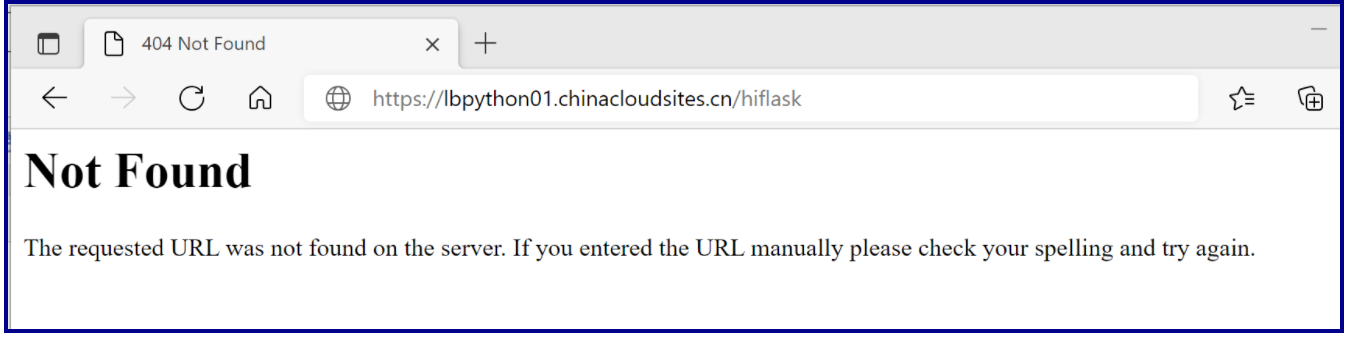 404 Not Found
https://lbpython01.chinacloudsites.cn/hiflask
Not Found
The requested URL was not found on the server. If you entered the URL manually please check your spelling and try again.